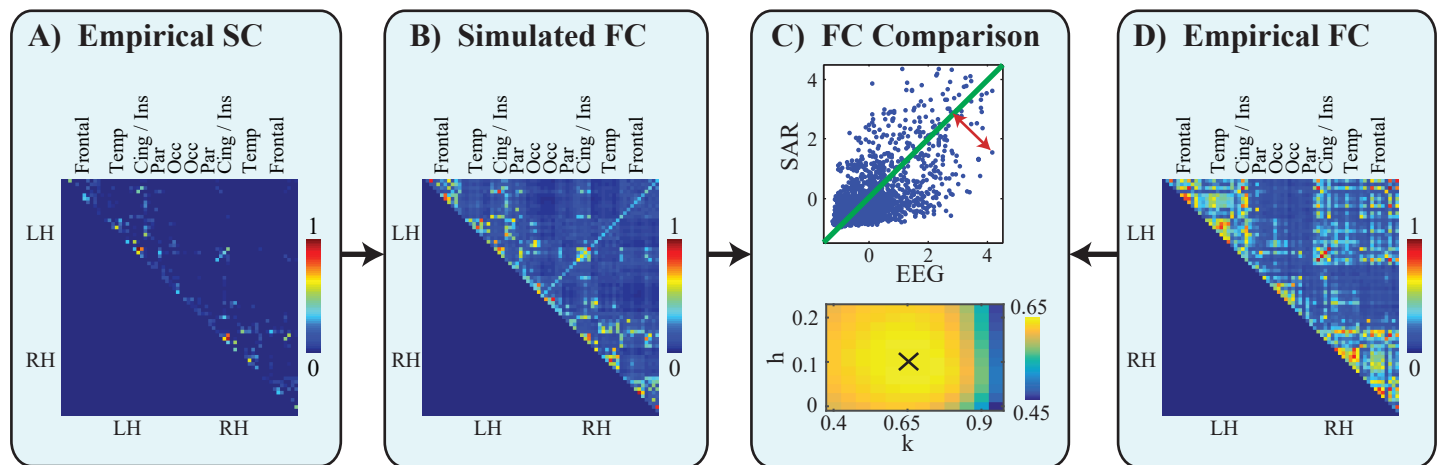 A) Empirical SC
Frontal
Temp
Cing / Ins
Par
Occ
Occ
Par
Cing / Ins
Temp
Frontal
LH
RH
1
0
LH
RH
B) Simulated FC
Frontal
Temp
Cing / Ins
Par
Occ
Occ
Par
Cing / Ins
Temp
Frontal
LH
RH
1
0
LH
RH
C) FC Comparison
4
2
0
SAR
0
2
4
EEG
0.2
0.1
0
h
0.4
0.65
0.9
k
0.65
0.45
D) Empirical FC
Frontal
Temp
Cing / Ins
Par
Occ
Occ
Par
Cing / Ins
Temp
Frontal
LH
RH
1
0
LH
RH